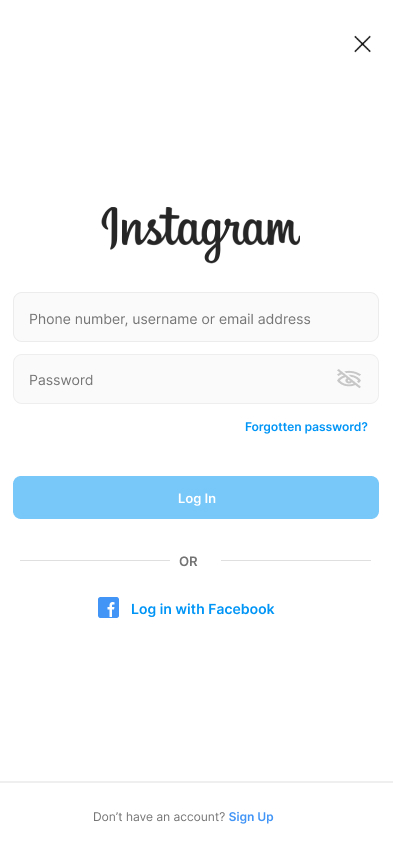 Instagram
Phone number, username or email address
Password
Forgotten password?
Log In
OR
Log in with Facebook
Don’t have an account? Sign Up